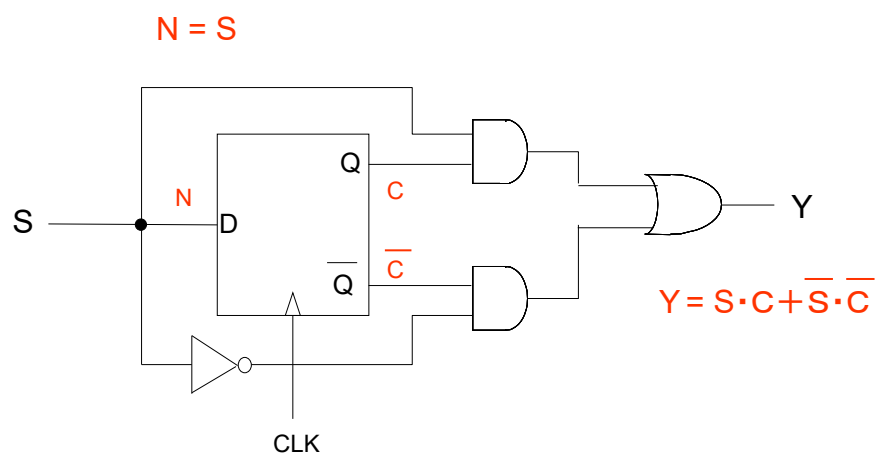 N = S
Q
N
C
S
D
Y
C̅
Q̅
Y = S·C + S̅·C̅
CLK